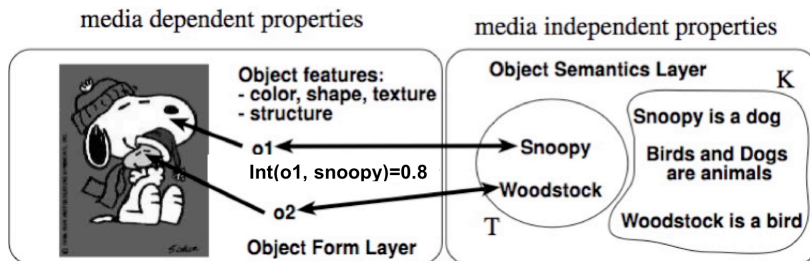 media dependent properties
media independent properties
Object features:
- color, shape, texture
- structure
o1
Int(o1, snoopy)=0.8
o2
Object Form Layer
Object Semantics Layer
K
Snoopy
Woodstock
T
Snoopy is a dog
Birds and Dogs
are animals
Woodstock is a bird